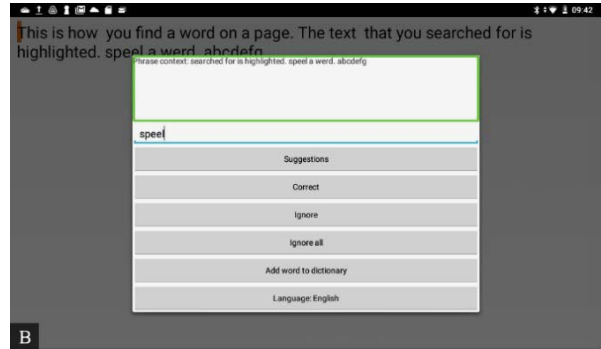 09:42
This is how  you find a word on a page. The text  that you searched for is
highlighted. speel a werd. abcdefg
Phrase context: searched for is highlighted. speel a werd. abcdefg
speel
Suggestions
Correct
Ignore
Ignore all
Add word to dictionary
Language: English
B